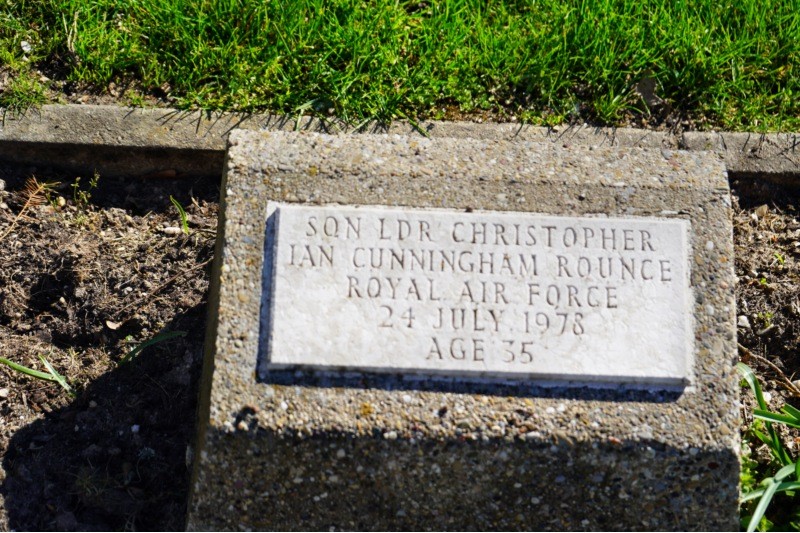 SQN LDR CHRISTOPHER
IAN CUNNINGHAM ROUNCE
ROYAL AIR FORCE
24 JULY 1978
AGE 35